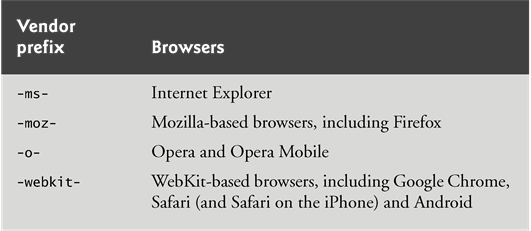 Vendor
prefix Browsers
-ms- Internet Explorer
-moz- Mozilla-based browsers, including Firefox
-o- Opera and Opera Mobile
-webkit- WebKit-based browsers, including Google Chrome,
Safari (and Safari on the iPhone) and Android